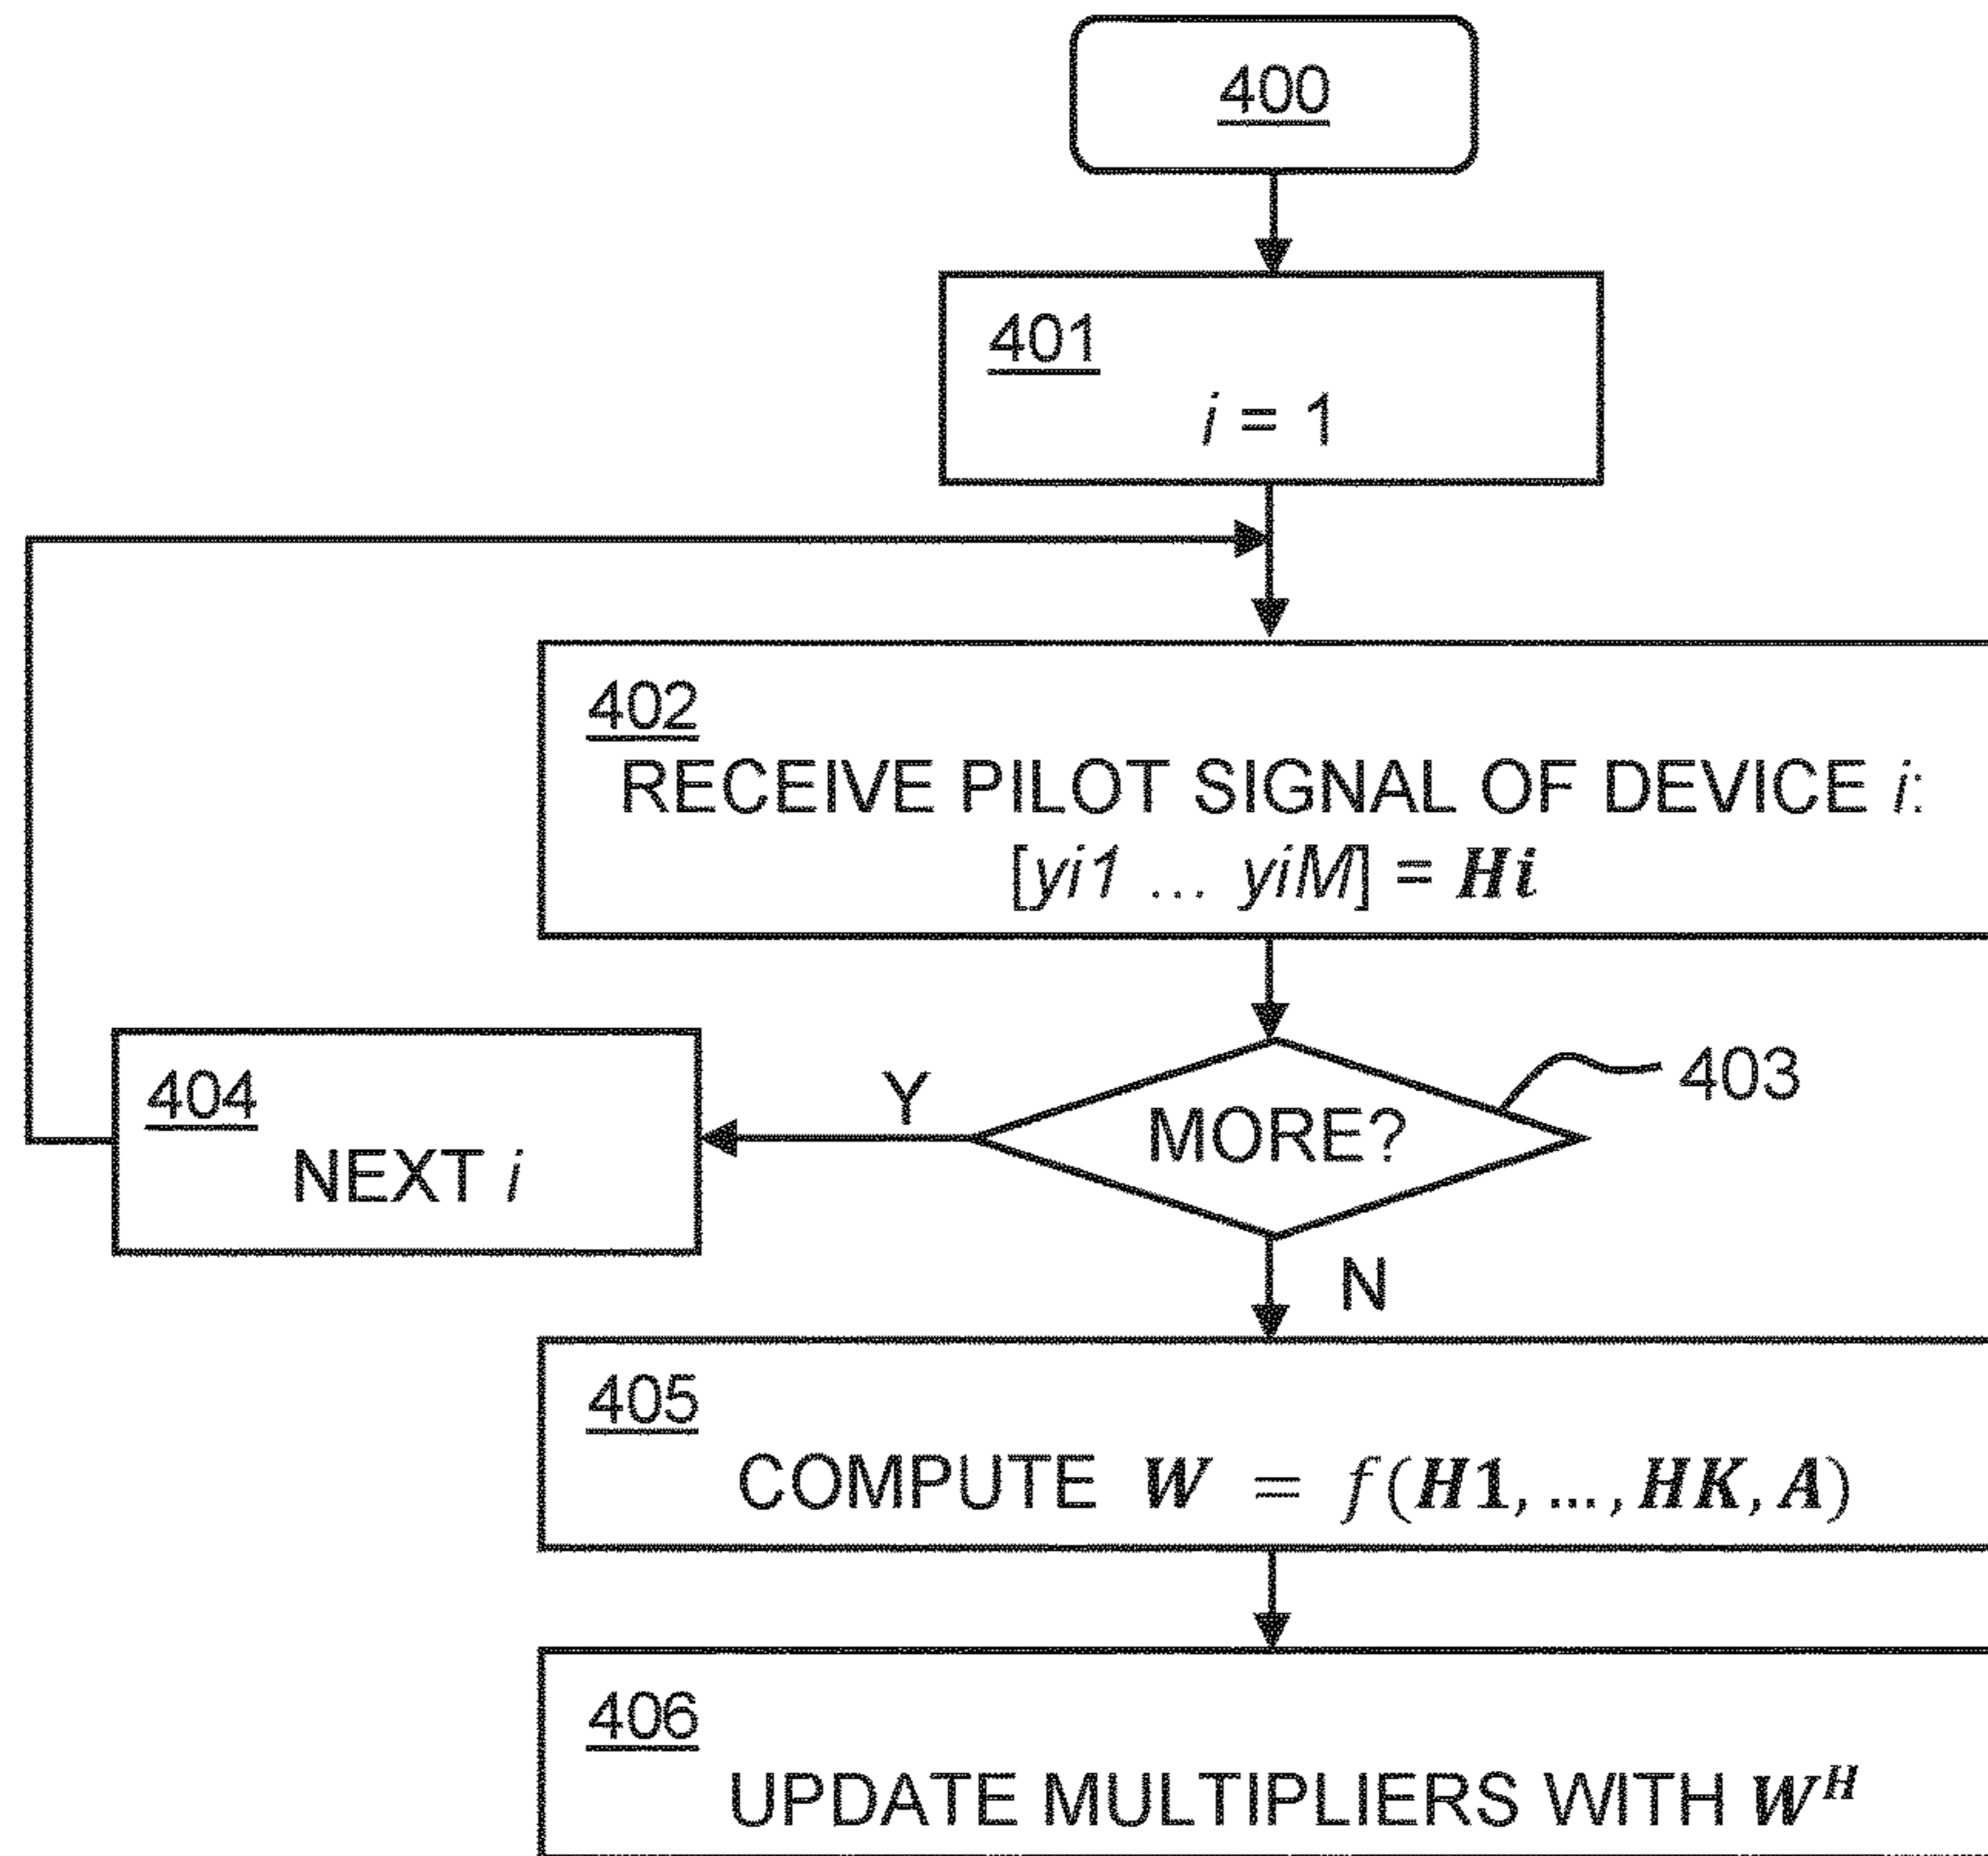 400
401
i = 1
402
RECEIVE PILOT SIGNAL OF DEVICE i:
[yi1 ... yiM] = Hi
403
MORE?
Y
404
NEXT i
N
405
COMPUTE W = f(H1, ..., HK, A)
406
UPDATE MULTIPLIERS WITH W^H